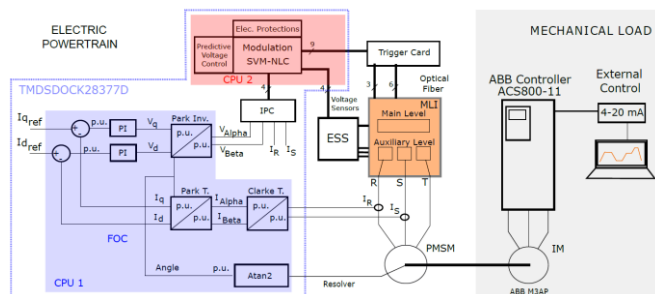 ELECTRIC
POWERTRAIN
Elec. Protections
Predictive
Voltage
Control
Modulation
SVM-NLC
CPU 2
9
Trigger Card
MECHANICAL LOAD
TMDSDOCK28377D
4
4
3
6
Optical
Fiber
Voltage
Sensors
MLI
Main Level
Auxiliary Level
ESS
IPC
ABB Controller
ACS800-11
External
Control
4-20 mA
Iq ref
p.u.
PI
Vq
Park Inv.
p.u.
p.u.
VAlpha
VBeta
IR
IS
Id ref
p.u.
PI
Vd
R
S
T
Park T.
Clarke T.
Iq
Id
p.u.
p.u.
IAlpha
IBeta
p.u.
p.u.
IR
IS
FOC
CPU 1
Angle
p.u.
Atan2
Resolver
PMSM
IM
ABB M3AP